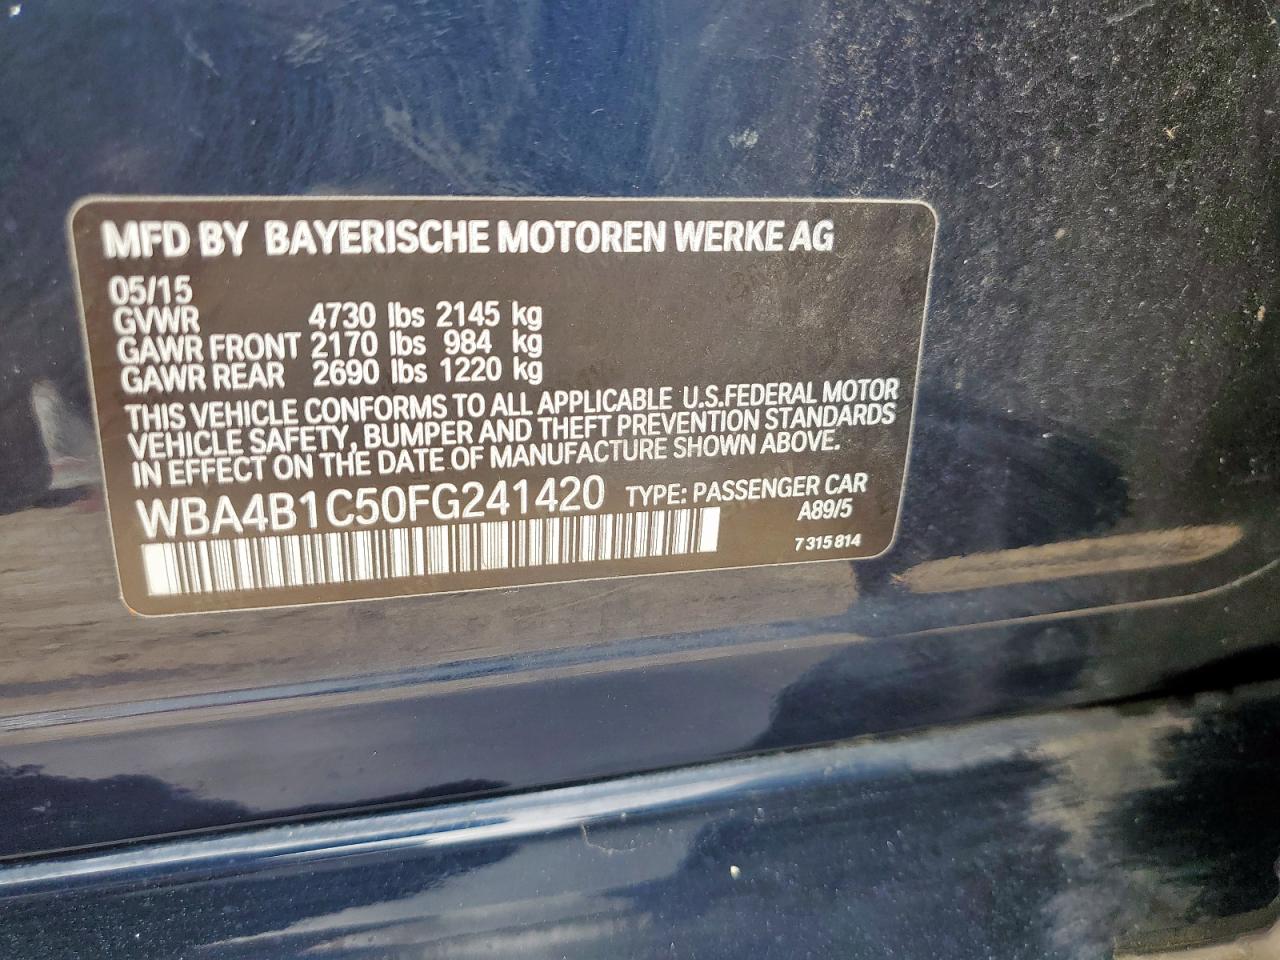 MFD BY BAYERISCHE MOTOREN WERKE AG
05/15
GVWR 4730 lbs 2145 kg
GAWR FRONT 2170 lbs 984 kg
GAWR REAR 2690 lbs 1220 kg
THIS VEHICLE CONFORMS TO ALL APPLICABLE U.S.FEDERAL MOTOR
VEHICLE SAFETY, BUMPER AND THEFT PREVENTION STANDARDS
IN EFFECT ON THE DATE OF MANUFACTURE SHOWN ABOVE.
WBA4B1C50FG241420 TYPE: PASSENGER CAR
A89/5
7 315 814